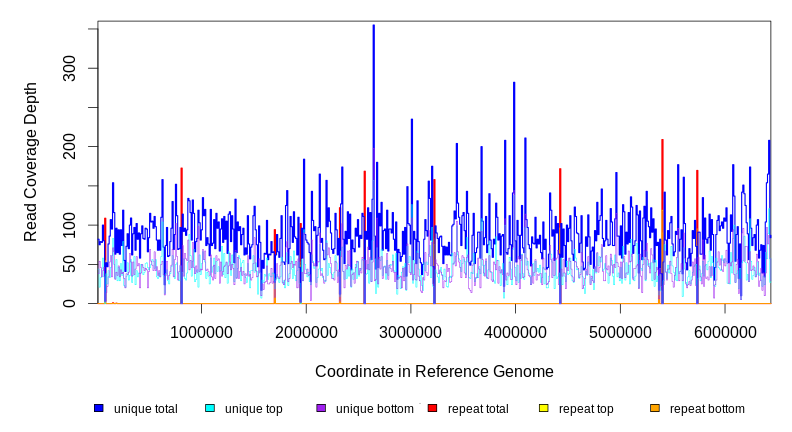 Read Coverage Depth
300
200
100
50
0
1000000 2000000 3000000 4000000 5000000 6000000
Coordinate in Reference Genome
unique total unique top unique bottom repeat total repeat top repeat bottom